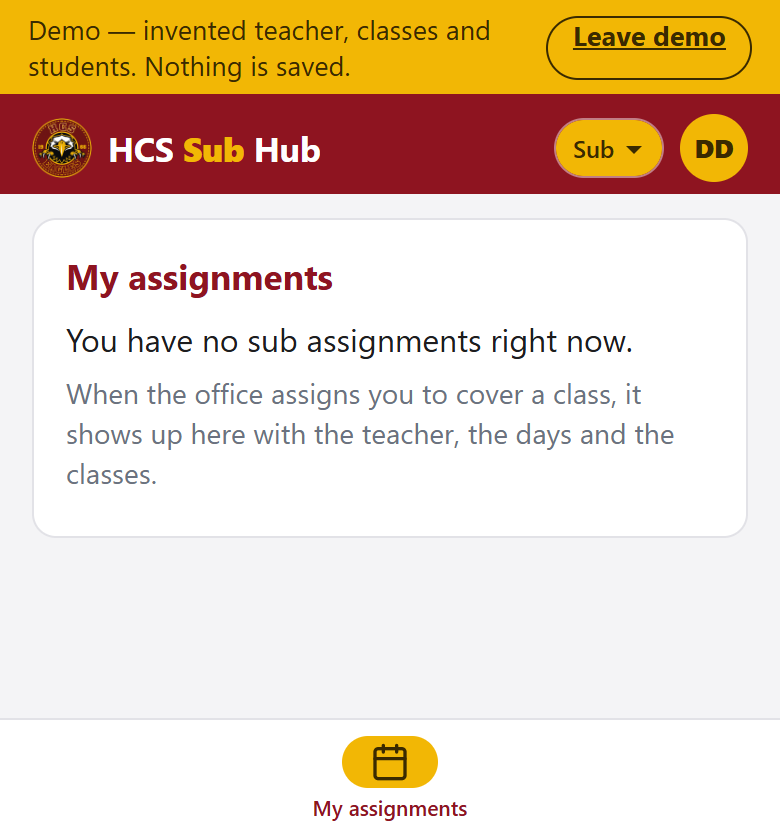 Demo — invented teacher, classes and
students. Nothing is saved.
Leave demo
HCS Sub Hub
Sub
DD
My assignments
You have no sub assignments right now.
When the office assigns you to cover a class, it
shows up here with the teacher, the days and the
classes.
My assignments